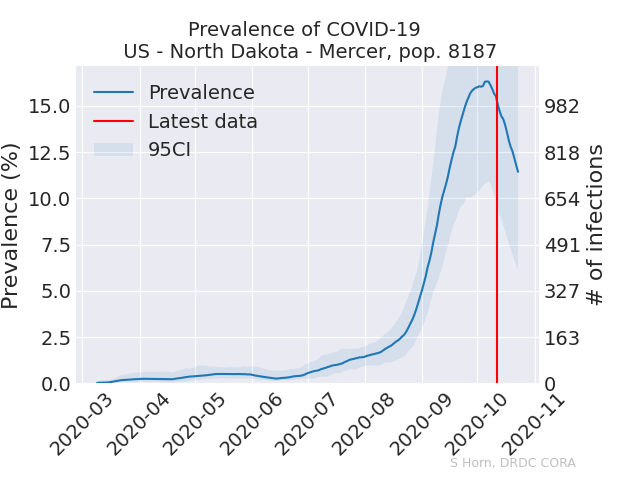 Prevalence of COVID-19
US - North Dakota - Mercer, pop. 8187
Prevalence
Latest data
95CI
Prevalence (%)
15.0
12.5
10.0
7.5
5.0
2.5
0.0
982
818
654
491
327
163
0
# of infections
2020-03
2020-04
2020-05
2020-06
2020-07
2020-08
2020-09
2020-10
2020-11
S Horn, DRDC CORA